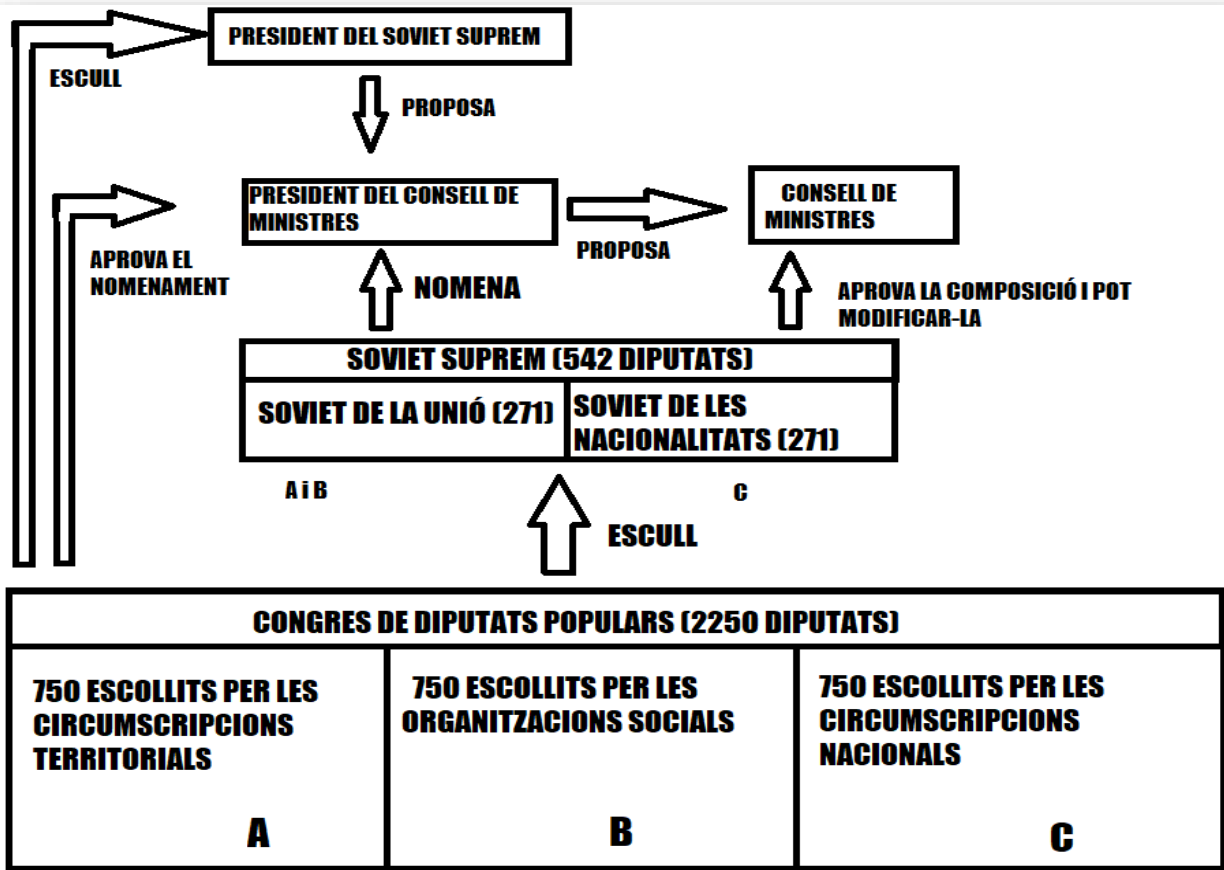 PRESIDENT DEL SOVIET SUPREM
ESCULL
PROPOSA
PRESIDENT DEL CONSELL DE
MINISTRES
CONSELL DE
MINISTRES
PROPOSA
APROVA EL
NOMENAMENT
NOMENA
APROVA LA COMPOSICIÓ I POT
MODIFICAR-LA
SOVIET SUPREM (542 DIPUTATS)
SOVIET DE LA UNIÓ (271)
SOVIET DE LES
NACIONALITATS (271)
A i B
C
ESCULL
CONGRES DE DIPUTATS POPULARS (2250 DIPUTATS)
750 ESCOLLITS PER LES
CIRCUMSCRIPCIONS
TERRITORIALS
A
750 ESCOLLITS PER LES
ORGANITZACIONS SOCIALS
B
750 ESCOLLITS PER LES
CIRCUMSCRIPCIONS
NACIONALS
C